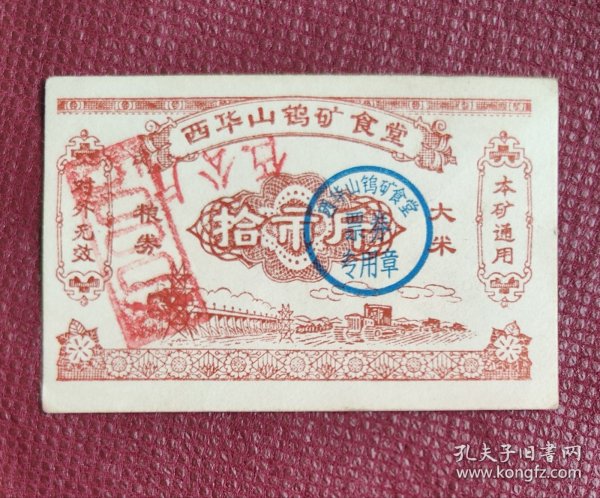 西华山钨矿食堂
对外无效
粮券
拾市斤
大米
本矿通用
西华山钨矿食堂
票券
专用章
孔夫子旧书网
www.kongfz.com